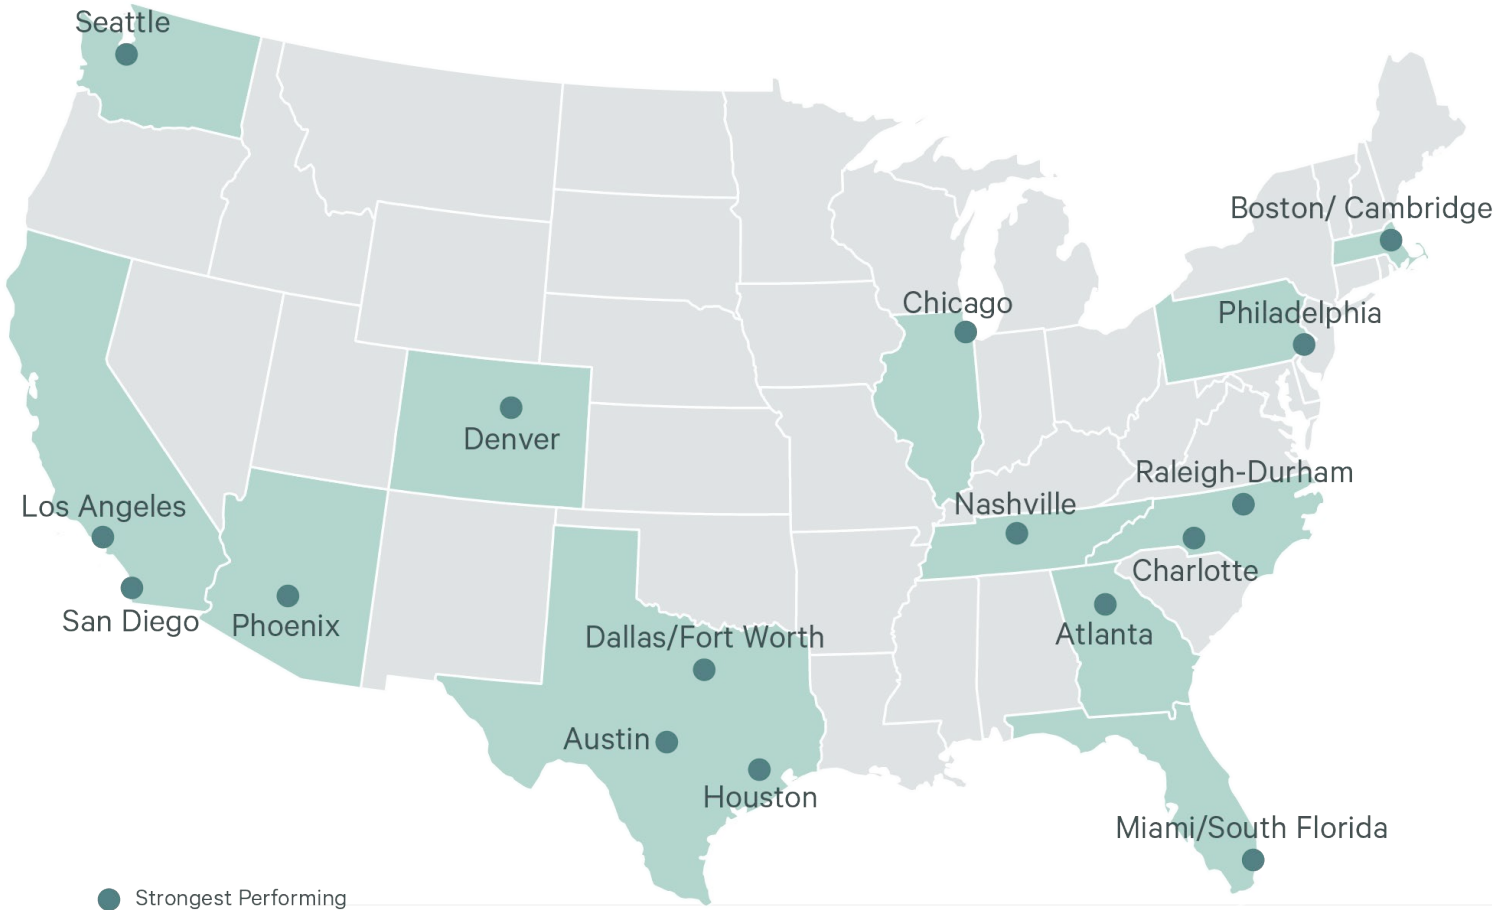 Seattle
Boston/ Cambridge
Chicago
Philadelphia
Denver
Raleigh-Durham
Los Angeles
Nashville
Charlotte
San Diego
Phoenix
Dallas/Fort Worth
Atlanta
Austin
Houston
Miami/South Florida
Strongest Performing